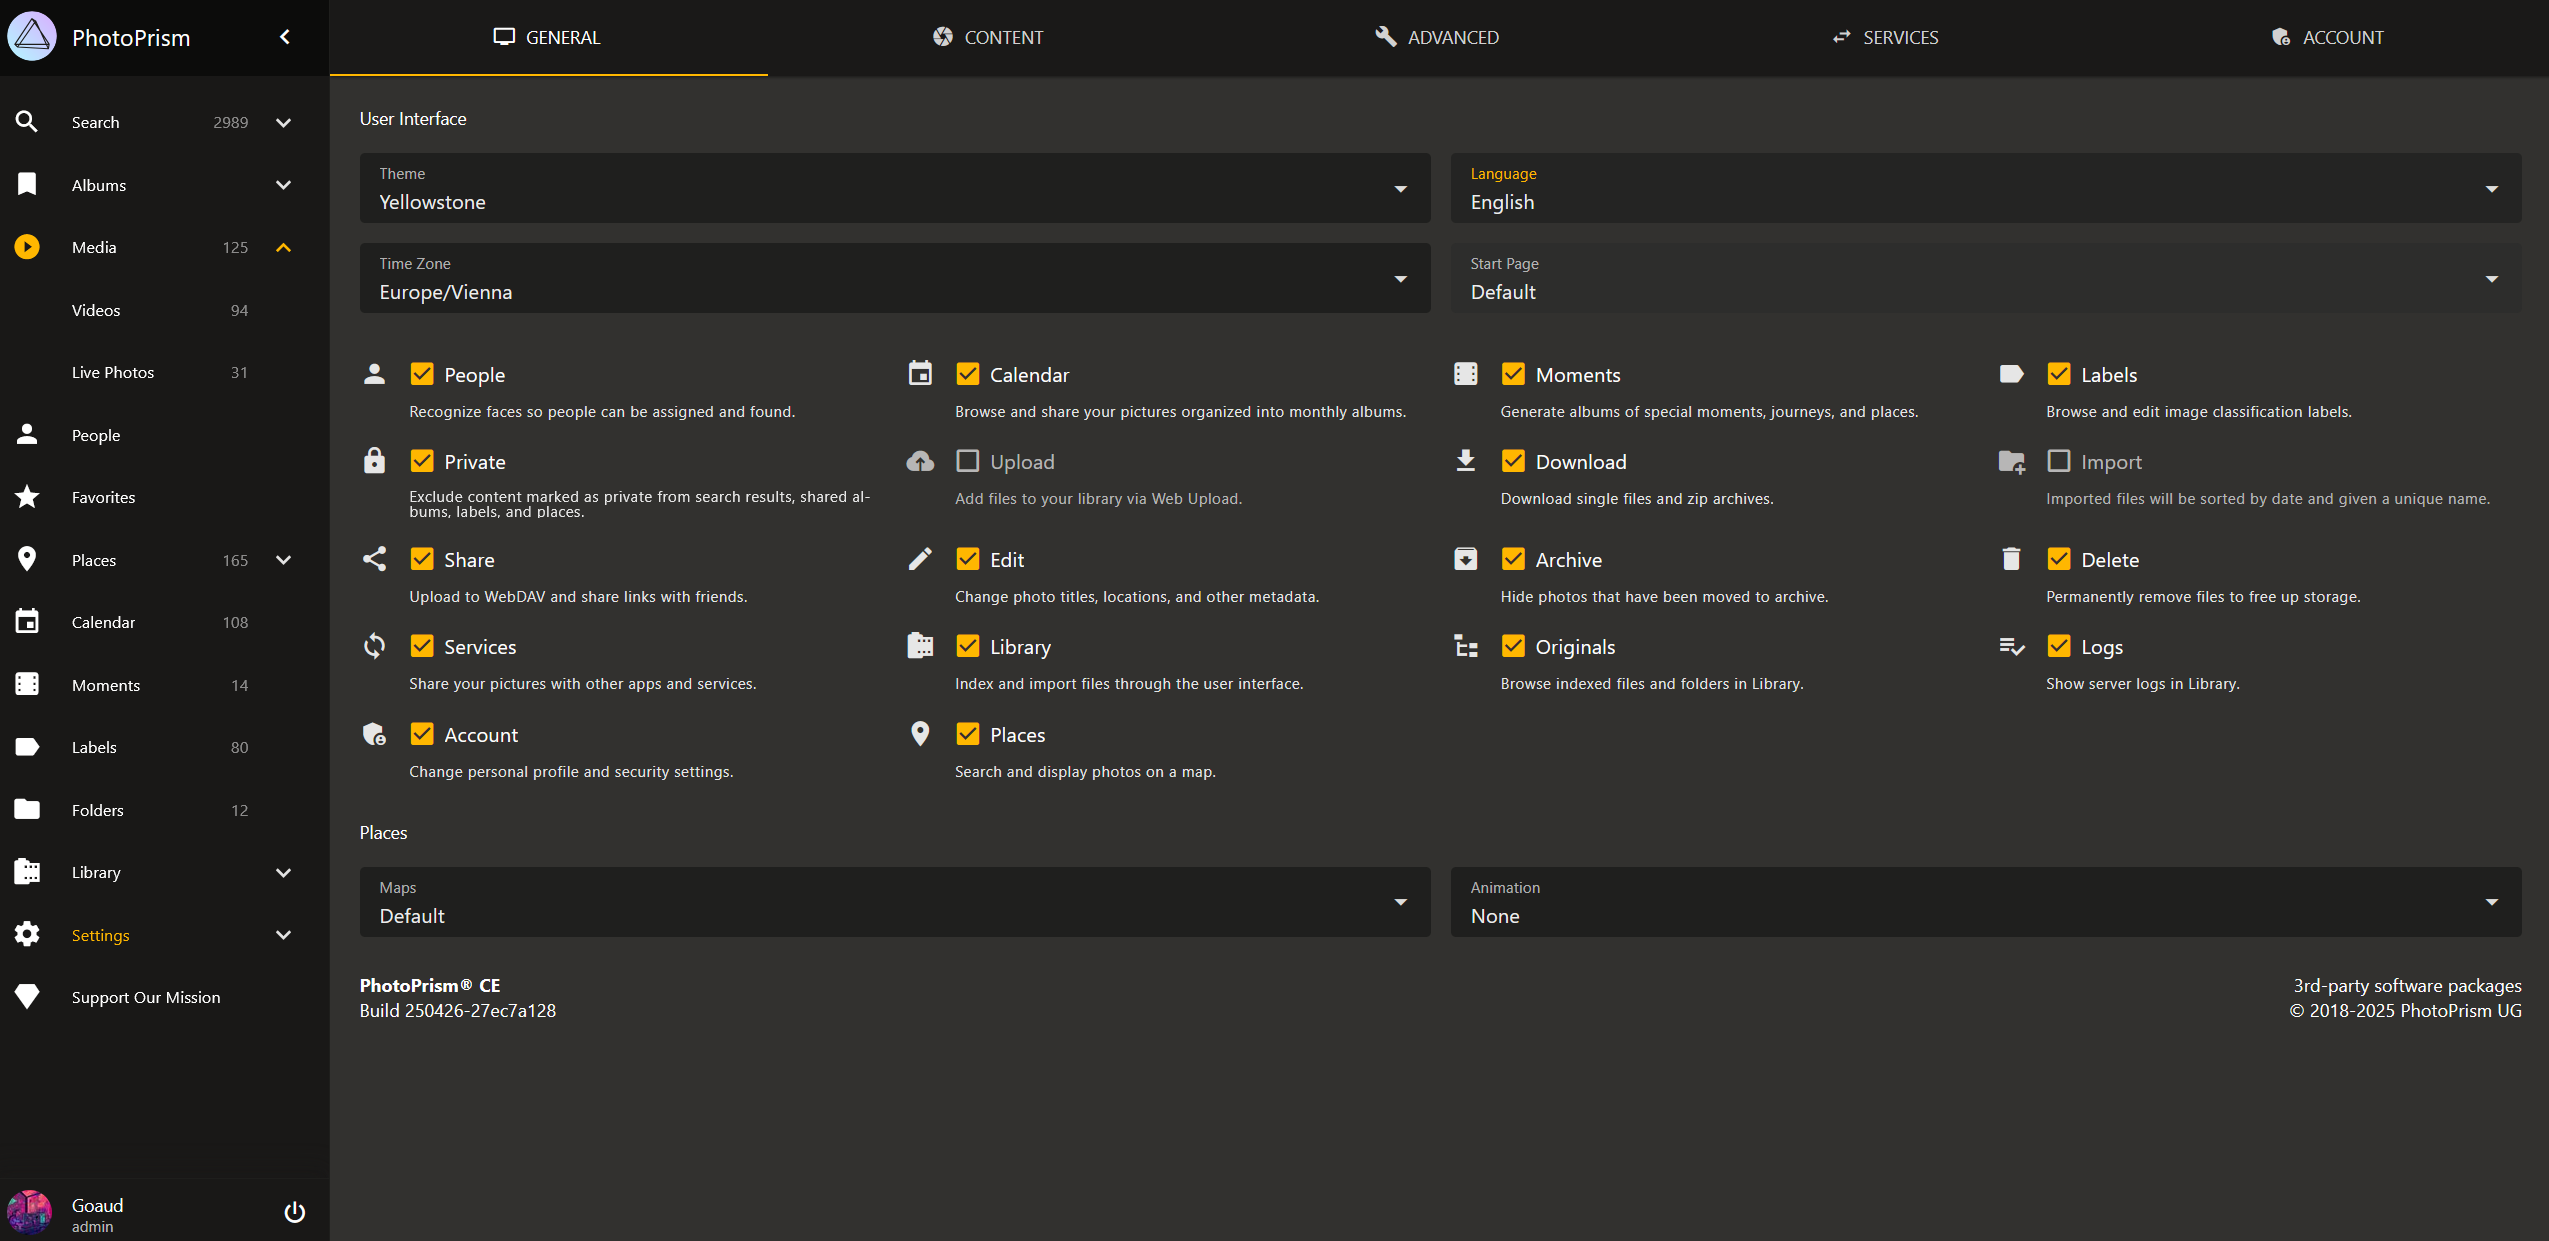 PhotoPrism
Search 2989
Albums
Media 125
Videos 94
Live Photos 31
People
Favorites
Places 165
Calendar 108
Moments 14
Labels 80
Folders 12
Library
Settings
Support Our Mission
Goaud
admin
GENERAL CONTENT ADVANCED SERVICES ACCOUNT
User Interface
Theme
Yellowstone
Language
English
Time Zone
Europe/Vienna
Start Page
Default
People
Recognize faces so people can be assigned and found.
Calendar
Browse and share your pictures organized into monthly albums.
Moments
Generate albums of special moments, journeys, and places.
Labels
Browse and edit image classification labels.
Private
Exclude content marked as private from search results, shared al-
bums, labels, and places.
Upload
Add files to your library via Web Upload.
Download
Download single files and zip archives.
Import
Imported files will be sorted by date and given a unique name.
Share
Upload to WebDAV and share links with friends.
Edit
Change photo titles, locations, and other metadata.
Archive
Hide photos that have been moved to archive.
Delete
Permanently remove files to free up storage.
Services
Share your pictures with other apps and services.
Library
Index and import files through the user interface.
Originals
Browse indexed files and folders in Library.
Logs
Show server logs in Library.
Account
Change personal profile and security settings.
Places
Search and display photos on a map.
Places
Maps
Default
Animation
None
PhotoPrism® CE
Build 250426-27ec7a128
3rd-party software packages
© 2018-2025 PhotoPrism UG